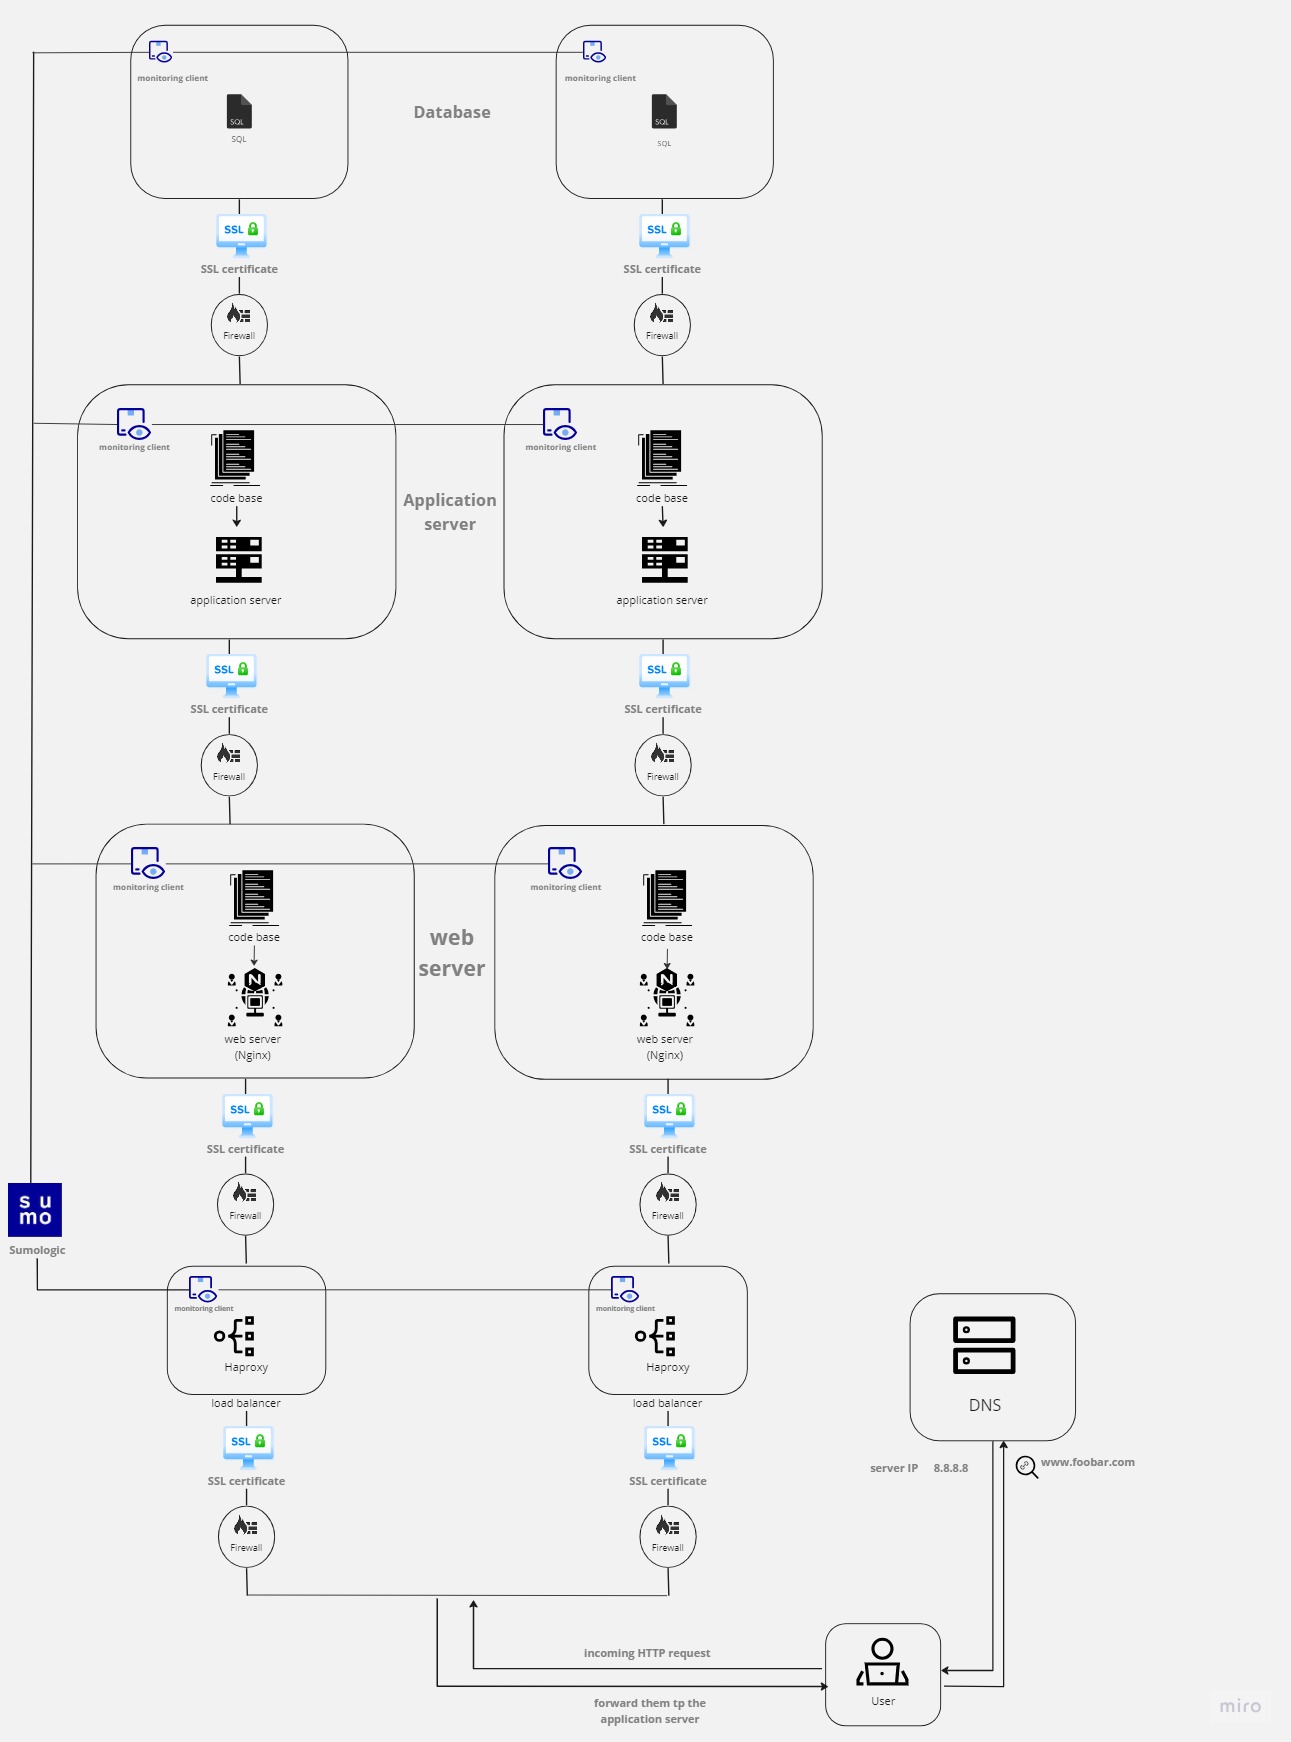 monitoring client
monitoring client
Database
SQL
SQL
SQL
SQL
SSL
SSL
SSL certificate
SSL certificate
Firewall
Firewall
monitoring client
monitoring client
code base
code base
Application
server
application server
application server
SSL
SSL
SSL certificate
SSL certificate
Firewall
Firewall
monitoring client
monitoring client
code base
code base
web
server
N
N
web server
(Nginx)
web server
(Nginx)
SSL
SSL
SSL certificate
SSL certificate
su
mo
Sumologic
Firewall
Firewall
monitoring client
monitoring client
Haproxy
Haproxy
load balancer
load balancer
DNS
SSL
SSL
SSL certificate
SSL certificate
server IP 8.8.8.8
www.foobar.com
Firewall
Firewall
incoming HTTP request
forward them tp the
application server
User
miro